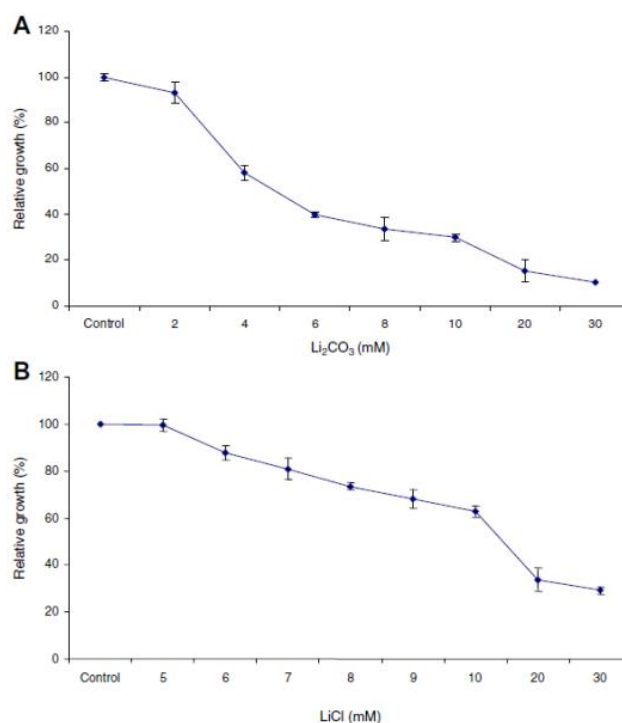 A
120
100
80
60
40
20
0
Relative growth (%)
Control 2 4 6 8 10 20 30
Li₂CO₃ (mM)
B
120
100
80
60
40
20
0
Relative growth (%)
Control 5 6 7 8 9 10 20 30
LiCl (mM)